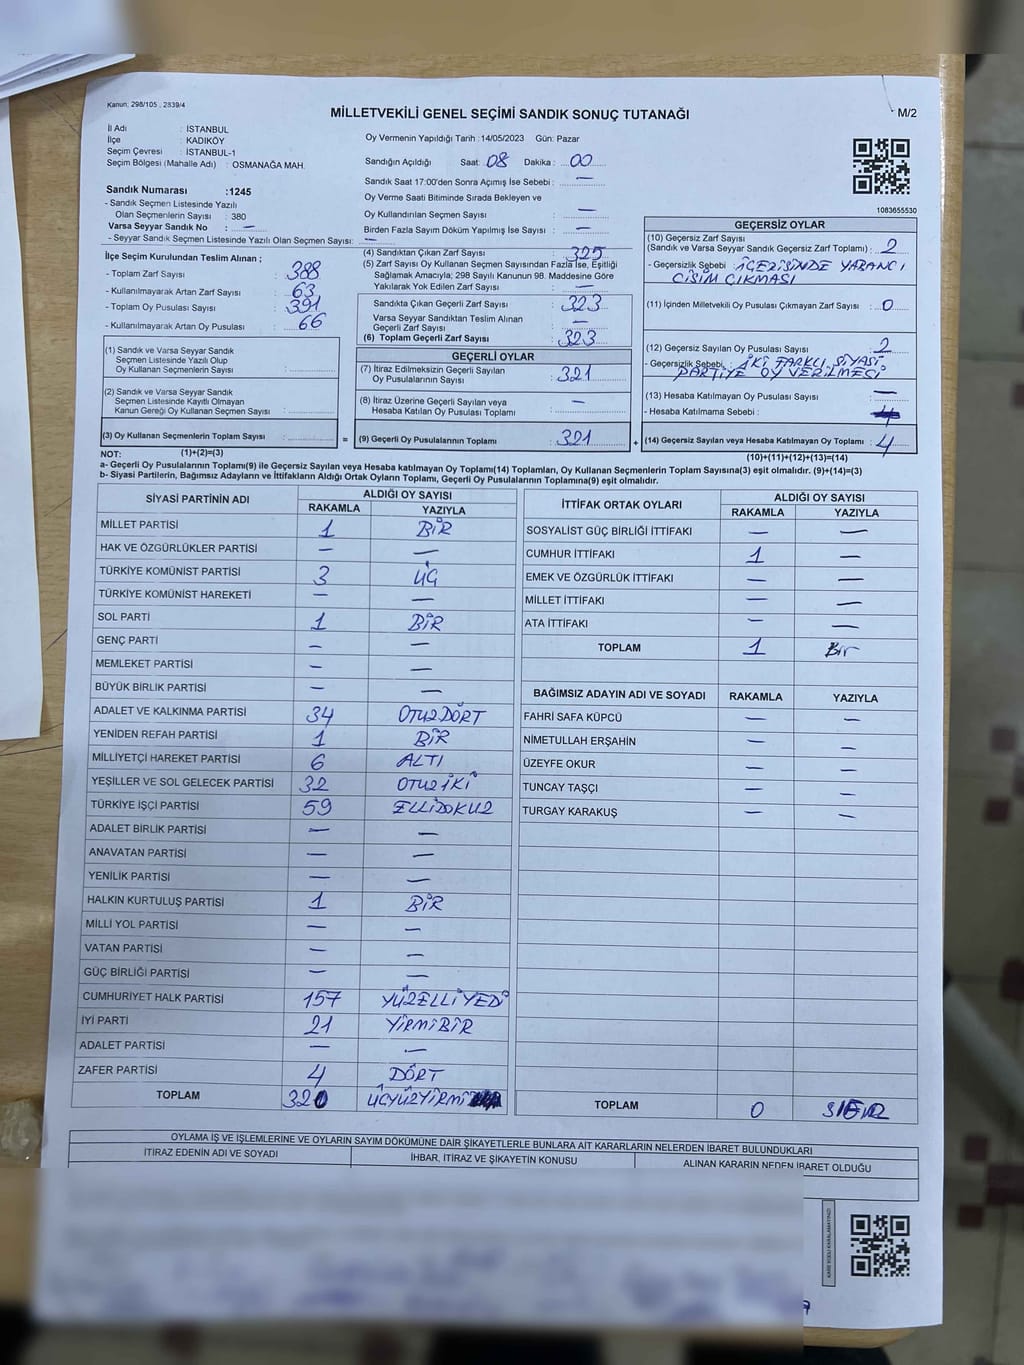 Kanun; 298/105 , 2839/4
MİLLETVEKİLİ GENEL SEÇİMİ SANDIK SONUÇ TUTANAĞI
M/2
İl Adı : İSTANBUL
İlçe : KADIKÖY
Seçim Çevresi : İSTANBUL-1
Seçim Bölgesi (Mahalle Adı) : OSMANAĞA MAH.
Oy Vermenin Yapıldığı Tarih : 14/05/2023 Gün: Pazar
Sandığın Açıldığı Saat: 08 Dakika : 00
Sandık Saat 17:00'den Sonra Açımış İse Sebebi : —
Oy Verme Saati Bitiminde Sırada Bekleyen ve
Oy Kullandırılan Seçmen Sayısı : —
Birden Fazla Sayım Döküm Yapılmış İse Sayısı : —
1083655530
Sandık Numarası :1245
- Sandık Seçmen Listesinde Yazılı
Olan Seçmenlerin Sayısı : 380
Varsa Seyyar Sandık No : —
- Seyyar Sandık Seçmen Listesinde Yazılı Olan Seçmen Sayısı: —
İlçe Seçim Kurulundan Teslim Alınan ;
- Toplam Zarf Sayısı : 388
- Kullanılmayarak Artan Zarf Sayısı : 63
- Toplam Oy Pusulası Sayısı : 391
- Kullanılmayarak Artan Oy Pusulası : 66
(1) Sandık ve Varsa Seyyar Sandık
Seçmen Listesinde Yazılı Olup
Oy Kullanan Seçmenlerin Sayısı :
(2) Sandık ve Varsa Seyyar Sandık
Seçmen Listesinde Kayıtlı Olmayan
Kanun Gereği Oy Kullanan Seçmen Sayısı :
(3) Oy Kullanan Seçmenlerin Toplam Sayısı :
(1)+(2)=(3)
(4) Sandıktan Çıkan Zarf Sayısı : 325
(5) Zarf Sayısı Oy Kullanan Seçmen Sayısından Fazla İse, Eşitliği
Sağlamak Amacıyla; 298 Sayılı Kanunun 98. Maddesine Göre
Yakılarak Yok Edilen Zarf Sayısı : —
Sandıkta Çıkan Geçerli Zarf Sayısı : 323
Varsa Seyyar Sandıktan Teslim Alınan
Geçerli Zarf Sayısı : —
(6) Toplam Geçerli Zarf Sayısı : 323
GEÇERLİ OYLAR
(7) İtiraz Edilmeksizin Geçerli Sayılan
Oy Pusulalarının Sayısı : 321
(8) İtiraz Üzerine Geçerli Sayılan veya
Hesaba Katılan Oy Pusulası Toplamı : —
= (9) Geçerli Oy Pusulalarının Toplamı : 321
GEÇERSİZ OYLAR
(10) Geçersiz Zarf Sayısı
(Sandık ve Varsa Seyyar Sandık Geçersiz Zarf Toplamı) : 2
- Geçersizlik Sebebi : İÇERİSİNDE YABANCI
CİSİM ÇIKMASI
(11) İçinden Milletvekili Oy Pusulası Çıkmayan Zarf Sayısı : 0
(12) Geçersiz Sayılan Oy Pusulası Sayısı : 2
- Geçersizlik Sebebi : İKİ FARKLI SİYASİ
PARTİYE OY VERİLMESİ
(13) Hesaba Katılmayan Oy Pusulası Sayısı : —
- Hesaba Katılmama Sebebi :
+ (14) Geçersiz Sayılan veya Hesaba Katılmayan Oy Toplamı : 4
(10)+(11)+(12)+(13)=(14)
NOT:
a- Geçerli Oy Pusulalarının Toplamı(9) ile Geçersiz Sayılan veya Hesaba katılmayan Oy Toplam(14) Toplamları, Oy Kullanan Seçmenlerin Toplam Sayısına(3) eşit olmalıdır. (9)+(14)=(3)
b- Siyasi Partilerin, Bağımsız Adayların ve İttifakların Aldığı Ortak Oyların Toplamı, Geçerli Oy Pusulalarının Toplamına(9) eşit olmalıdır.
SİYASİ PARTİNİN ADI ALDIĞI OY SAYISI
RAKAMLA YAZIYLA
MİLLET PARTİSİ 1 BİR
HAK VE ÖZGÜRLÜKLER PARTİSİ — —
TÜRKİYE KOMÜNİST PARTİSİ 3 ÜÇ
TÜRKİYE KOMÜNİST HAREKETİ — —
SOL PARTİ 1 BİR
GENÇ PARTİ — —
MEMLEKET PARTİSİ — —
BÜYÜK BİRLİK PARTİSİ — —
ADALET VE KALKINMA PARTİSİ 34 OTUZDÖRT
YENİDEN REFAH PARTİSİ 1 BİR
MİLLİYETÇİ HAREKET PARTİSİ 6 ALTI
YEŞİLLER VE SOL GELECEK PARTİSİ 32 OTUZİKİ
TÜRKİYE İŞÇİ PARTİSİ 59 ELLİDOKUZ
ADALET BİRLİK PARTİSİ — —
ANAVATAN PARTİSİ — —
YENİLİK PARTİSİ — —
HALKIN KURTULUŞ PARTİSİ 1 BİR
MİLLİ YOL PARTİSİ — —
VATAN PARTİSİ — —
GÜÇ BİRLİĞİ PARTİSİ — —
CUMHURİYET HALK PARTİSİ 157 YÜZELLİYEDİ
İYİ PARTİ 21 YİRMİBİR
ADALET PARTİSİ — —
ZAFER PARTİSİ 4 DÖRT
TOPLAM 320 ÜÇYÜZYİRMİ
İTTİFAK ORTAK OYLARI ALDIĞI OY SAYISI
RAKAMLA YAZIYLA
SOSYALİST GÜÇ BİRLİĞİ İTTİFAKI — —
CUMHUR İTTİFAKI 1 —
EMEK VE ÖZGÜRLÜK İTTİFAKI — —
MİLLET İTTİFAKI — —
ATA İTTİFAKI — —
TOPLAM 1 Bir
BAĞIMSIZ ADAYIN ADI VE SOYADI RAKAMLA YAZIYLA
FAHRİ SAFA KÜPCÜ — —
NİMETULLAH ERŞAHİN — —
ÜZEYFE OKUR — —
TUNCAY TAŞÇI — —
TURGAY KARAKUŞ — —
TOPLAM 0 SIFIR
OYLAMA İŞ VE İŞLEMLERİNE VE OYLARIN SAYIM DÖKÜMÜNE DAİR ŞİKAYETLERLE BUNLARA AİT KARARLARIN NELERDEN İBARET BULUNDUKLARI
İTİRAZ EDENİN ADI VE SOYADI İHBAR, İTİRAZ VE ŞİKAYETİN KONUSU ALINAN KARARIN NEDEN İBARET OLDUĞU
KARE KODU KARALAMAYINIZ!